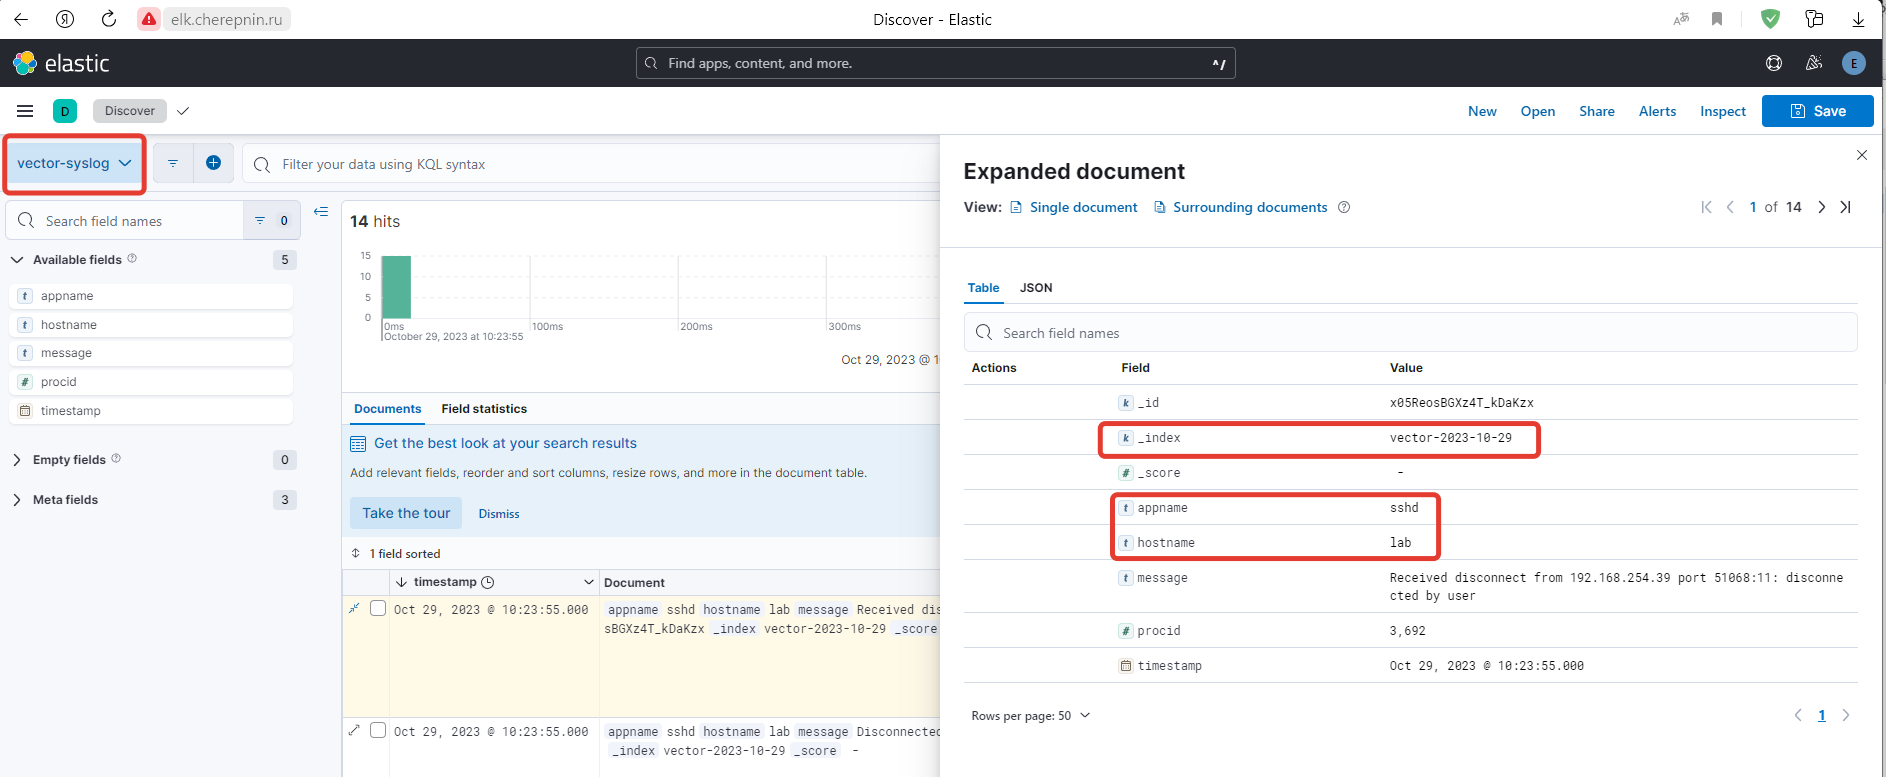 elk.cherepnin.ru
Discover - Elastic
elastic
Find apps, content, and more.
^/
E
D
Discover
New
Open
Share
Alerts
Inspect
Save
vector-syslog
Filter your data using KQL syntax
Search field names
0
Available fields
5
appname
hostname
message
procid
timestamp
Empty fields
0
Meta fields
3
14 hits
15
10
5
0
0ms
100ms
200ms
300ms
October 29, 2023 at 10:23:55
Oct 29, 2023 @ 1
Documents
Field statistics
Get the best look at your search results
Add relevant fields, reorder and sort columns, resize rows, and more in the document table.
Take the tour
Dismiss
1 field sorted
timestamp
Document
Oct 29, 2023 @ 10:23:55.000
appname sshd hostname lab message Received dis
sBGXz4T_kDaKzx _index vector-2023-10-29 _score
Oct 29, 2023 @ 10:23:55.000
appname sshd hostname lab message Disconnected
_index vector-2023-10-29 _score -
Expanded document
View:
Single document
Surrounding documents
1 of 14
Table
JSON
Search field names
Actions
Field
Value
k _id
x05ReosBGXz4T_kDaKzx
k _index
vector-2023-10-29
# _score
-
t appname
sshd
t hostname
lab
t message
Received disconnect from 192.168.254.39 port 51068:11: disconne
cted by user
# procid
3,692
timestamp
Oct 29, 2023 @ 10:23:55.000
Rows per page: 50
1